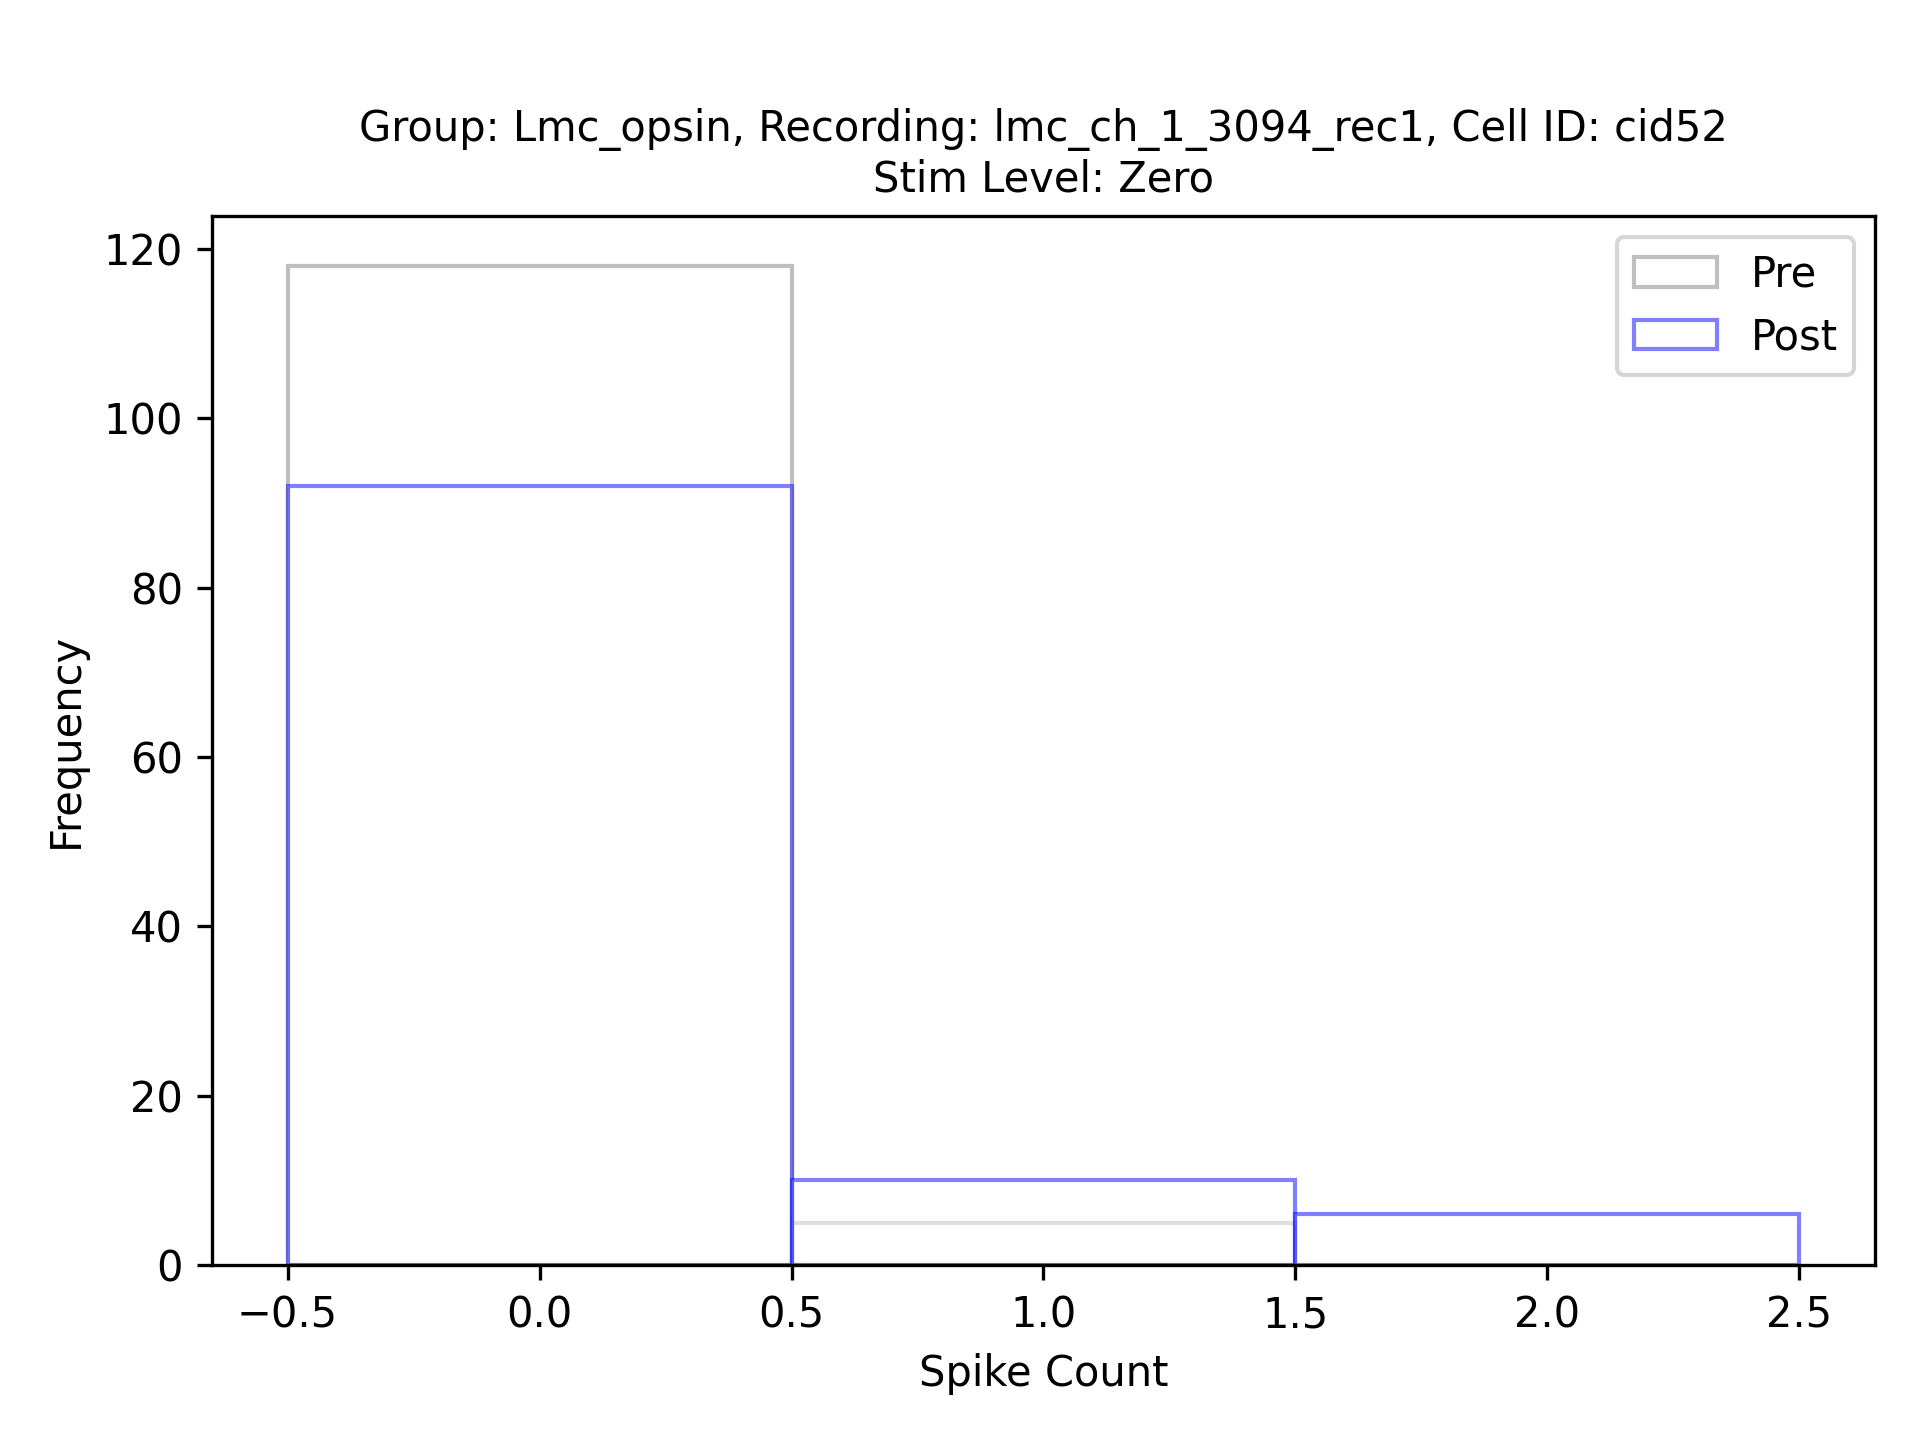 Group: Lmc_opsin, Recording: lmc_ch_1_3094_rec1, Cell ID: cid52
Stim Level: Zero
120
100
80
60
40
20
0
Frequency
Pre
Post
−0.5 0.0 0.5 1.0 1.5 2.0 2.5
Spike Count